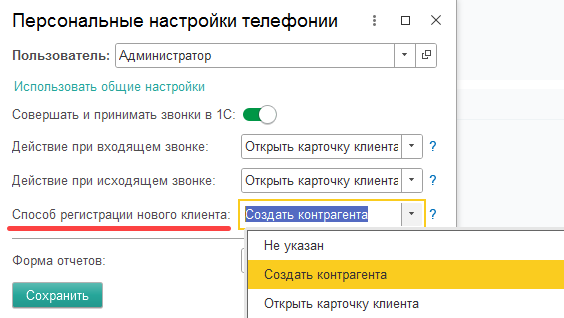 Персональные настройки телефонии
Пользователь: Администратор
Использовать общие настройки
Совершать и принимать звонки в 1С:
Действие при входящем звонке: Открыть карточку клиента ?
Действие при исходящем звонке: Открыть карточку клиента ?
Способ регистрации нового клиента: Создать контрагента ?
Не указан
Форма отчетов: Создать контрагента
Сохранить Открыть карточку клиента